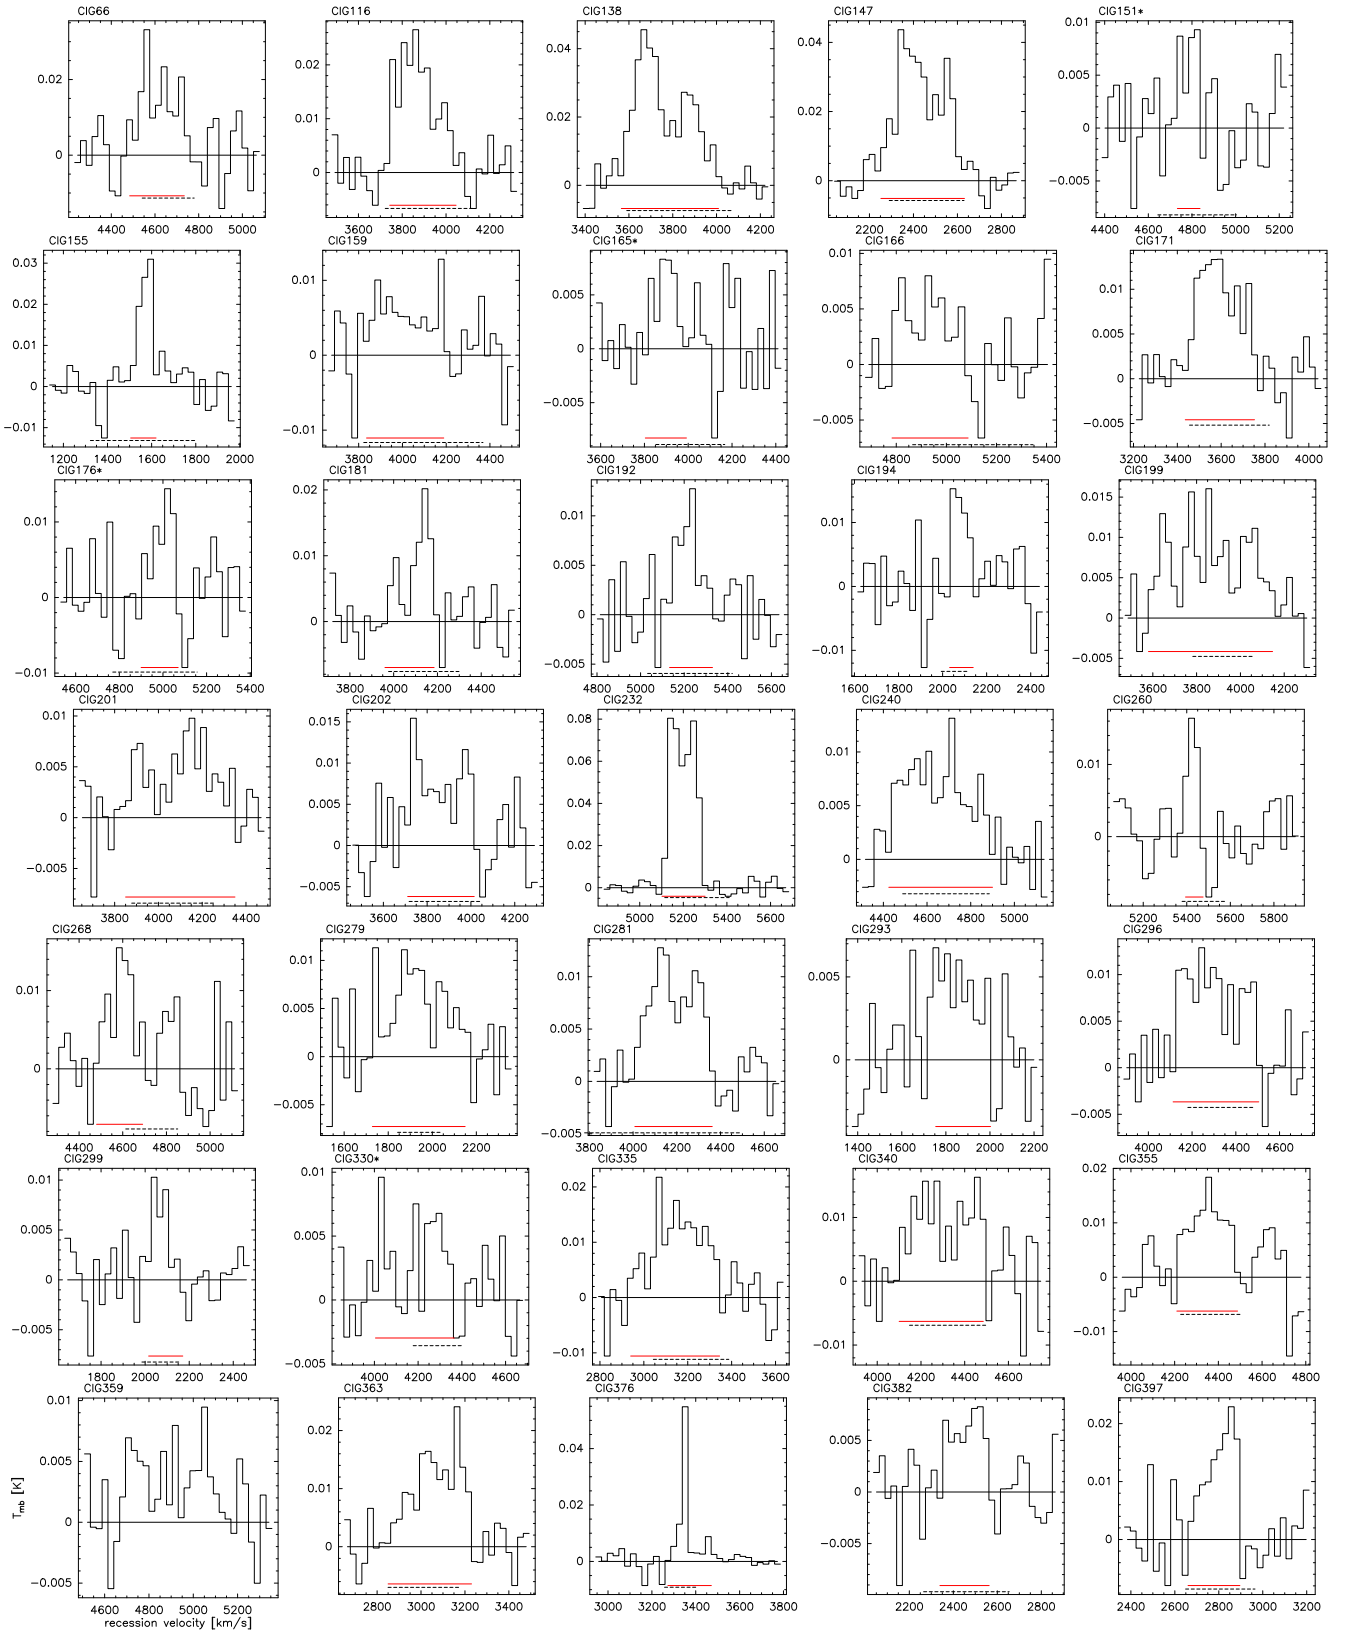 CIG66 CIG116 CIG138 CIG147 CIG151*
0.02 0
4400 4600 4800 5000
0.02 0.01 0
3600 3800 4000 4200
0.04 0.02 0
3400 3600 3800 4000 4200
0.04 0.02 0
2200 2400 2600 2800
0.01 0.005 0 −0.005
4400 4600 4800 5000 5200
CIG155 CIG159 CIG165* CIG166 CIG171
0.03 0.02 0.01 0 −0.01
1200 1400 1600 1800 2000
0.01 0 −0.01
3800 4000 4200 4400
0.005 0 −0.005
3600 3800 4000 4200 4400
0.01 0.005 0 −0.005
4800 5000 5200 5400
0.01 0.005 0 −0.005
3200 3400 3600 3800 4000
CIG176* CIG181 CIG192 CIG194 CIG199
0.01 0 −0.01
4600 4800 5000 5200 5400
0.02 0.01 0
3800 4000 4200 4400
0.01 0.005 0 −0.005
4800 5000 5200 5400 5600
0.01 0 −0.01
1600 1800 2000 2200 2400
0.015 0.01 0.005 0 −0.005
3600 3800 4000 4200
CIG201 CIG202 CIG232 CIG240 CIG260
0.01 0.005 0 −0.005
3800 4000 4200 4400
0.015 0.01 0.005 0 −0.005
3600 3800 4000 4200
0.08 0.06 0.04 0.02 0
5000 5200 5400 5600
0.01 0.005 0
4400 4600 4800 5000
0.01 0
5200 5400 5600 5800
CIG268 CIG279 CIG281 CIG293 CIG296
0.01 0
4400 4600 4800 5000
0.01 0.005 0 −0.005
1600 1800 2000 2200
0.01 0.005 0 −0.005
3800 4000 4200 4400 4600
0.005 0
1400 1600 1800 2000 2200
0.01 0.005 0 −0.005
4000 4200 4400 4600
CIG299 CIG330* CIG335 CIG340 CIG355
0.01 0.005 0 −0.005
1800 2000 2200 2400
0.01 0.005 0 −0.005
4000 4200 4400 4600
0.02 0.01 0 −0.01
2800 3000 3200 3400 3600
0.01 0 −0.01
4000 4200 4400 4600
0.02 0.01 0 −0.01
4000 4200 4400 4600 4800
CIG359 CIG363 CIG376 CIG382 CIG397
0.01 0.005 0 −0.005
4600 4800 5000 5200
Tmb [K]
recession velocity [km/s]
0.02 0.01 0
2800 3000 3200 3400
0.04 0.02 0
3000 3200 3400 3600 3800
0.005 0 −0.005
2200 2400 2600 2800
0.02 0.01 0
2400 2600 2800 3000 3200